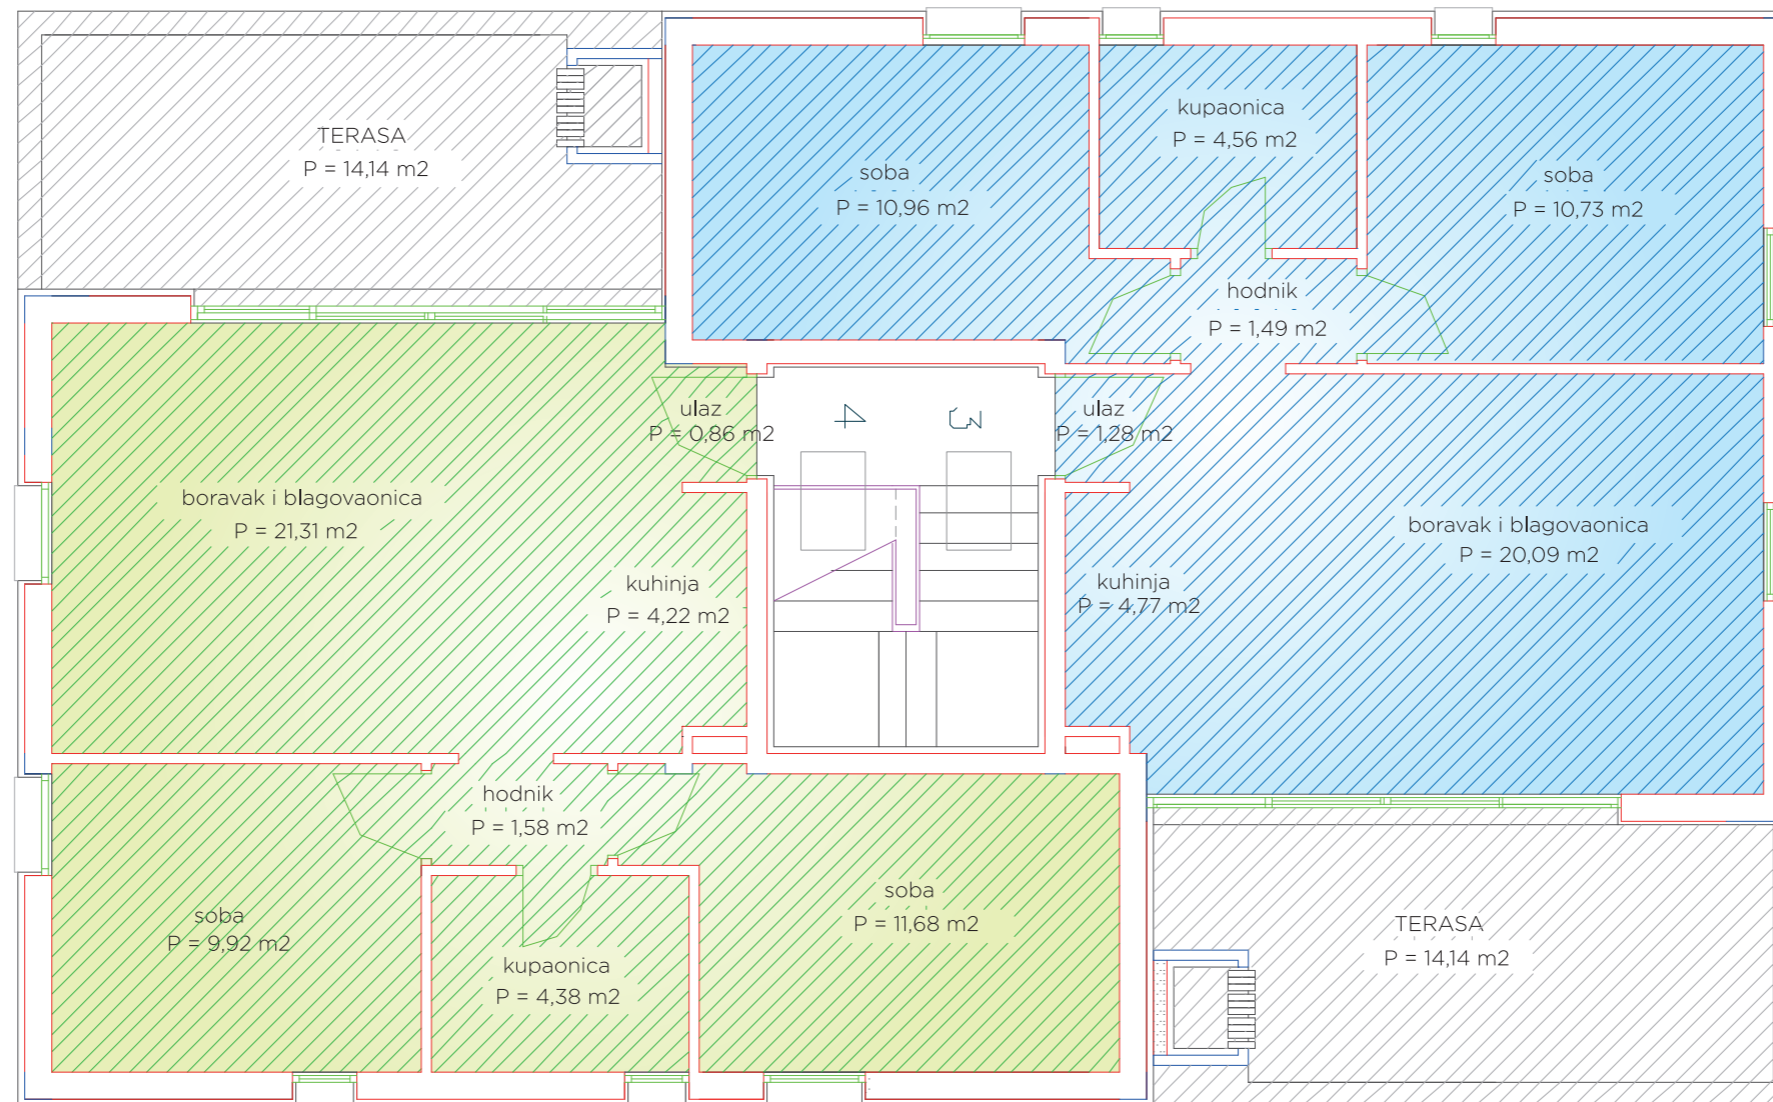 TERASA
P = 14,14 m2
soba
P = 10,96 m2
kupaonica
P = 4,56 m2
soba
P = 10,73 m2
hodnik
P = 1,49 m2
ulaz
P = 0,86 m2
4
3
ulaz
P = 1,28 m2
boravak i blagovaonica
P = 21,31 m2
kuhinja
P = 4,22 m2
kuhinja
P = 4,77 m2
boravak i blagovaonica
P = 20,09 m2
hodnik
P = 1,58 m2
soba
P = 9,92 m2
kupaonica
P = 4,38 m2
soba
P = 11,68 m2
TERASA
P = 14,14 m2